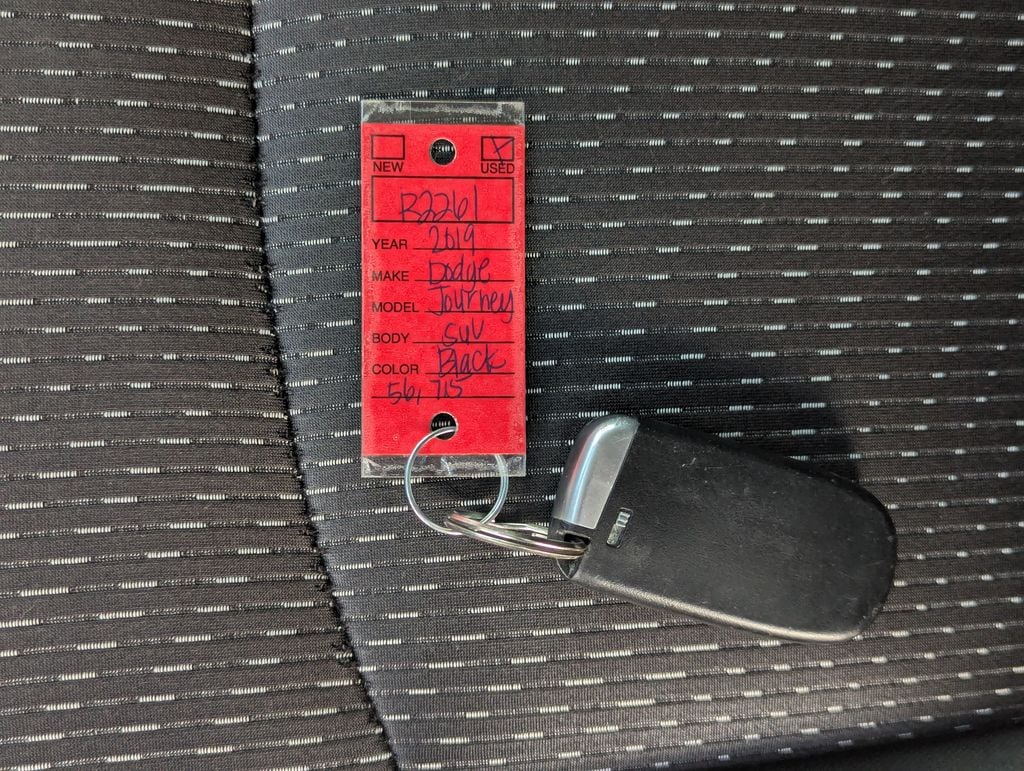 NEW USED
R2261
YEAR 2019
MAKE Dodge
MODEL Journey
BODY SUV
COLOR Black
56,715